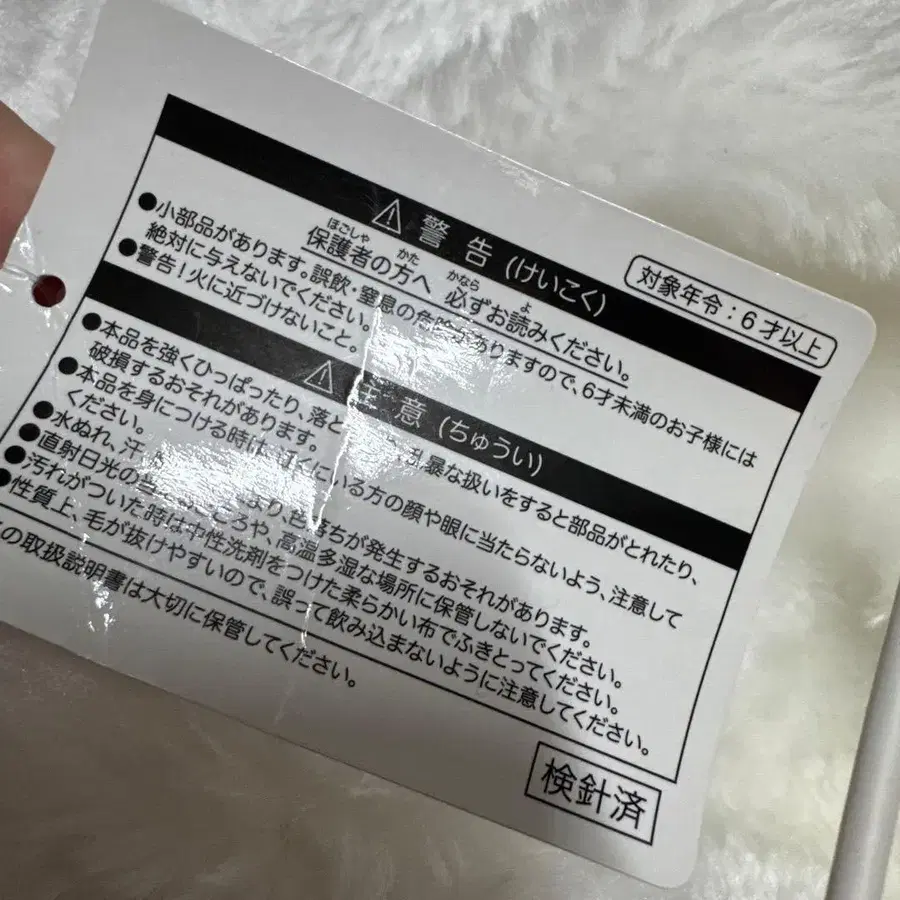 対象年令：6才以上
警告 (けいこく)
保護者の方へ 必ずお読みください。
ほごしゃ かた かなら よ
●小部品があります。誤飲・窒息の危険がありますので、6才未満のお子様には
絶対に与えないでください。
●警告!火に近づけないこと。
注意 (ちゅうい)
●本品を強くひっぱったり、落と 乱暴な扱いをすると部品がとれたり、
破損するおそれがあります。
●本品を身につける時は、近くにいる方の顔や眼に当たらないよう、注意して
ください。
●水ぬれ、汗 より、色落ちが発生するおそれがあります。
●直射日光の当たるところや、高温多湿な場所に保管しないでください。
●汚れがついた時は中性洗剤をつけた柔らかい布でふきとってください。
●性質上、毛が抜けやすいので、誤って飲み込まないように注意してください。
の取扱説明書は大切に保管してください。
検針済